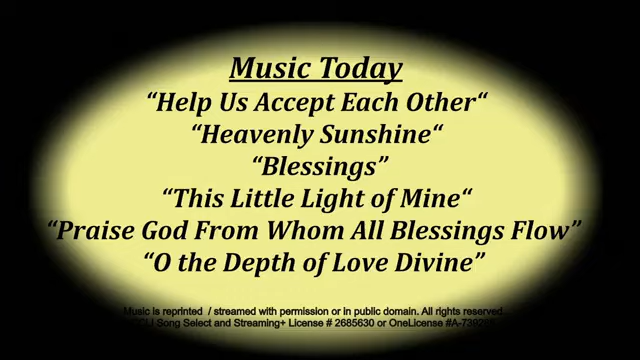 Music Today
“Help Us Accept Each Other“
“Heavenly Sunshine“
“Blessings”
“This Little Light of Mine“
“Praise God From Whom All Blessings Flow”
“O the Depth of Love Divine”
Music is reprinted / streamed with permission or in public domain. All rights reserved.
Song Select and Streaming+ License # 2685630 or OneLicense